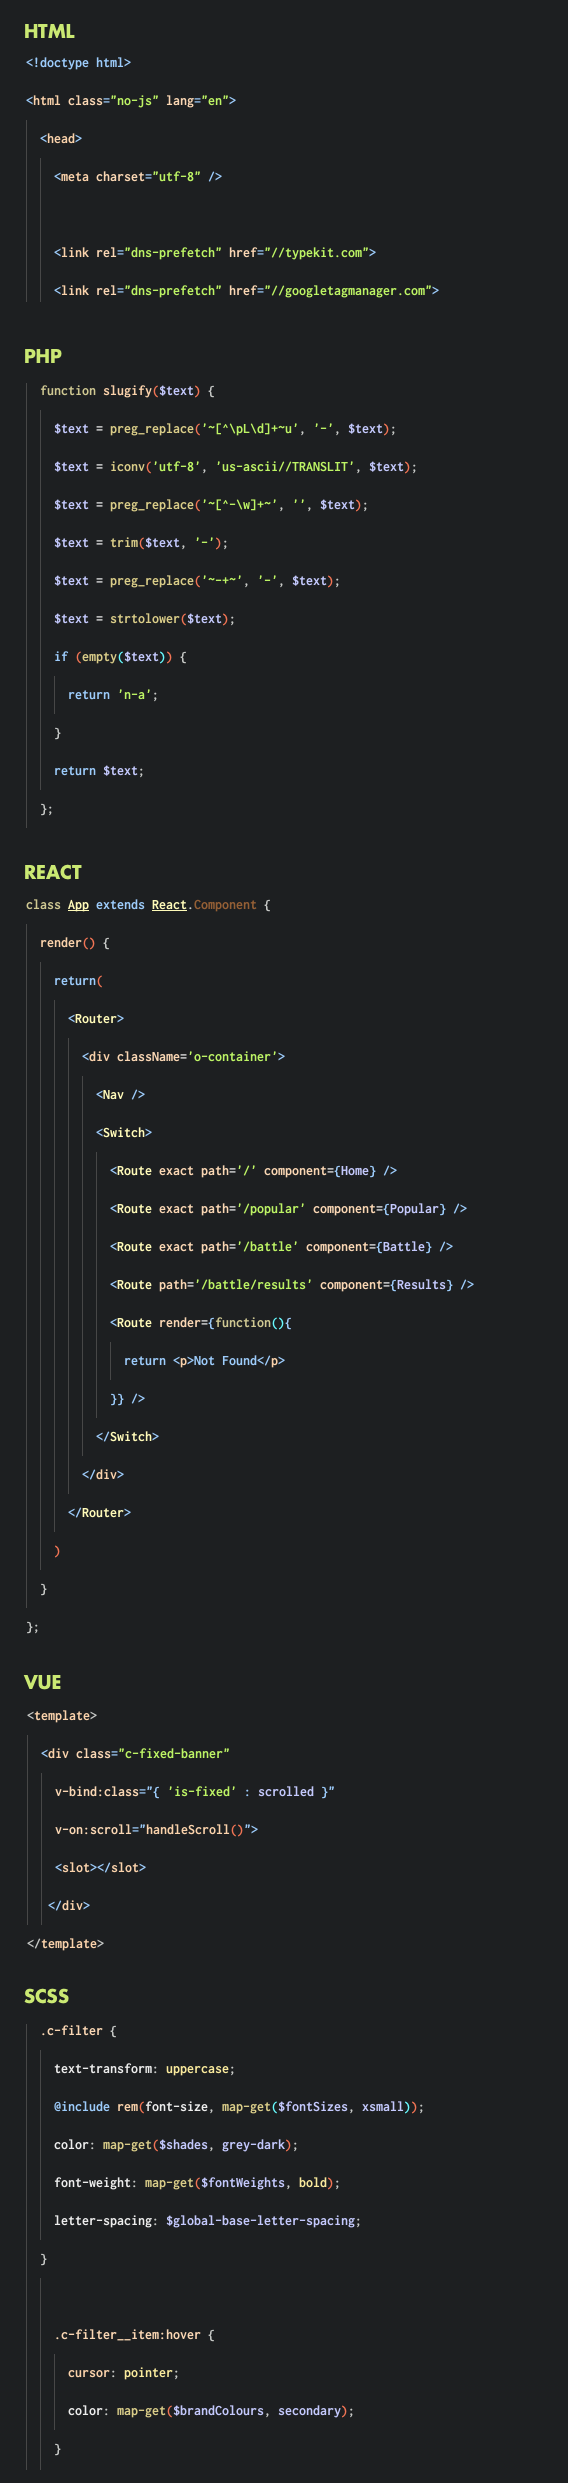 HTML
<!doctype html>
<html class="no-js" lang="en">
<head>
<meta charset="utf-8" />
<link rel="dns-prefetch" href="//typekit.com">
<link rel="dns-prefetch" href="//googletagmanager.com">
PHP
function slugify($text) {
$text = preg_replace('~[^\pL\d]+~u', '-', $text);
$text = iconv('utf-8', 'us-ascii//TRANSLIT', $text);
$text = preg_replace('~[^-\w]+~', '', $text);
$text = trim($text, '-');
$text = preg_replace('~-+~', '-', $text);
$text = strtolower($text);
if (empty($text)) {
return 'n-a';
}
return $text;
};
REACT
class App extends React.Component {
render() {
return(
<Router>
<div className='o-container'>
<Nav />
<Switch>
<Route exact path='/' component={Home} />
<Route exact path='/popular' component={Popular} />
<Route exact path='/battle' component={Battle} />
<Route path='/battle/results' component={Results} />
<Route render={function(){
return <p>Not Found</p>
}} />
</Switch>
</div>
</Router>
)
}
};
VUE
<template>
<div class="c-fixed-banner"
v-bind:class="{ 'is-fixed' : scrolled }"
v-on:scroll="handleScroll()">
<slot></slot>
</div>
</template>
SCSS
.c-filter {
text-transform: uppercase;
@include rem(font-size, map-get($fontSizes, xsmall));
color: map-get($shades, grey-dark);
font-weight: map-get($fontWeights, bold);
letter-spacing: $global-base-letter-spacing;
}
.c-filter__item:hover {
cursor: pointer;
color: map-get($brandColours, secondary);
}